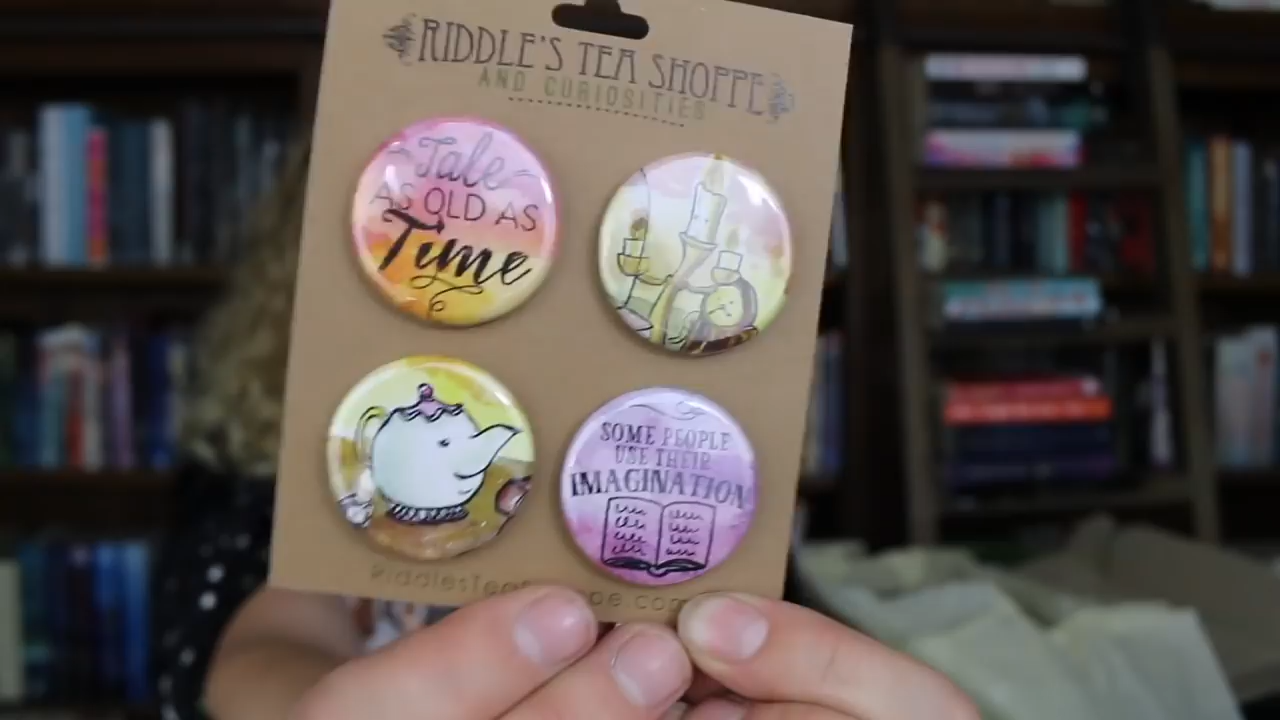 RIDDLE'S TEA SHOPPE
AND CURIOSITIES
Tale
AS OLD AS
Time
SOME PEOPLE
USE THEIR
IMAGINATION